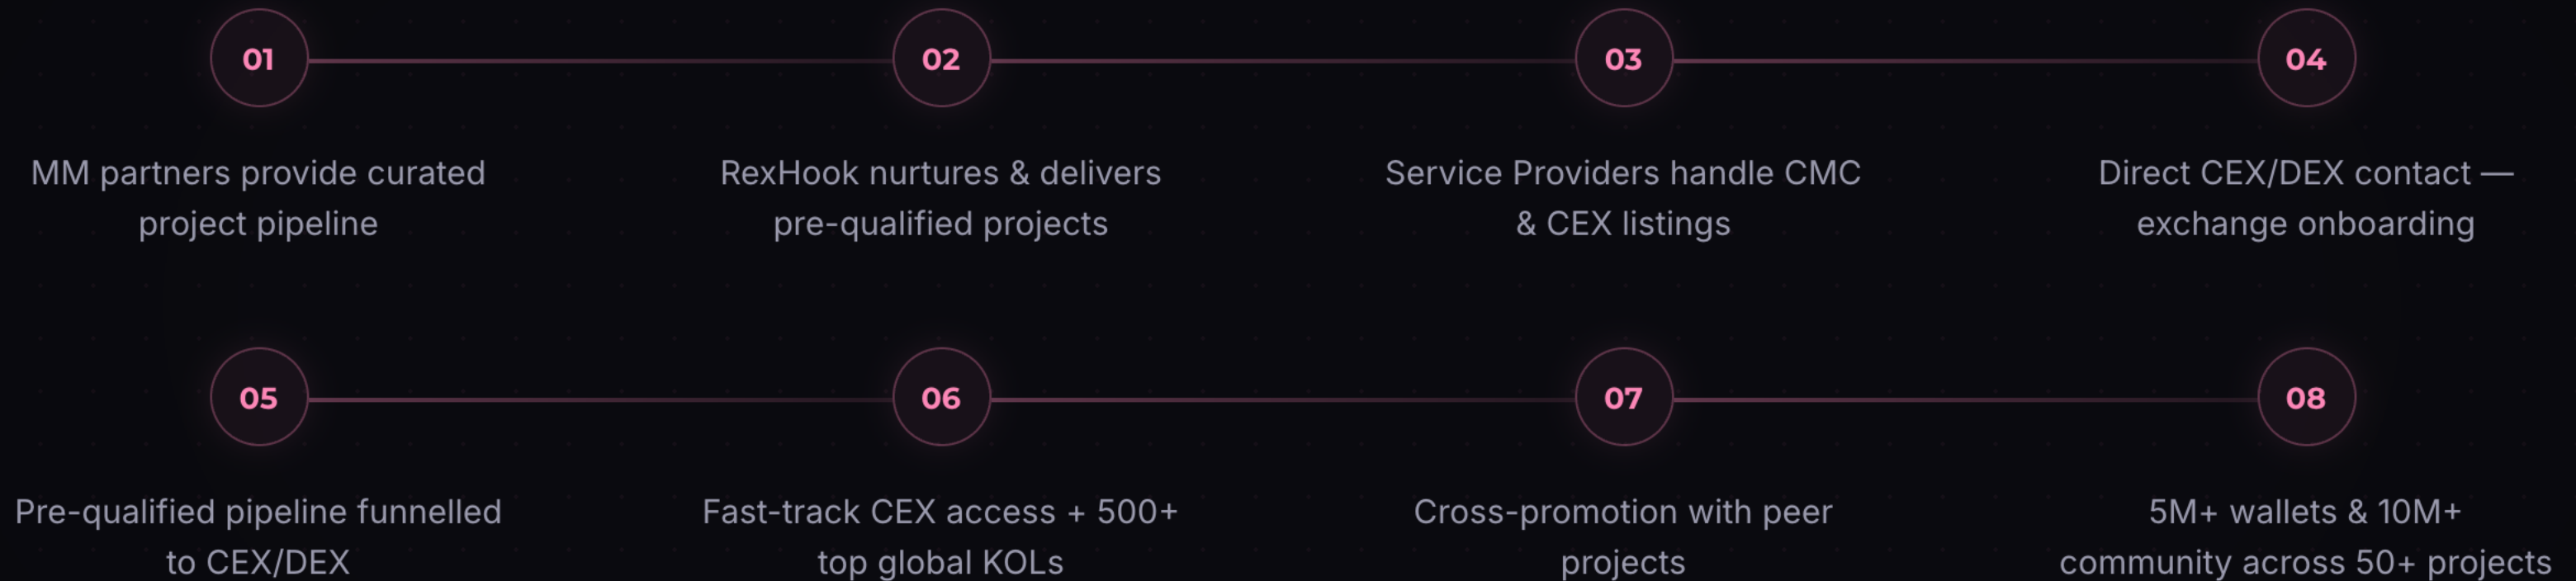 01
02
03
04
MM partners provide curated
project pipeline
RexHook nurtures & delivers
pre-qualified projects
Service Providers handle CMC
& CEX listings
Direct CEX/DEX contact —
exchange onboarding
05
06
07
08
Pre-qualified pipeline funnelled
to CEX/DEX
Fast-track CEX access + 500+
top global KOLs
Cross-promotion with peer
projects
5M+ wallets & 10M+
community across 50+ projects